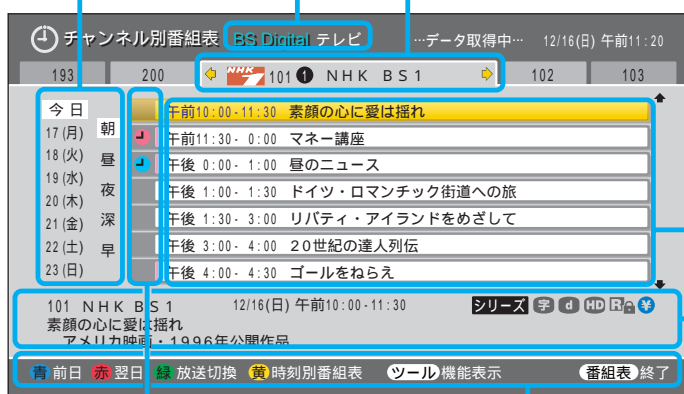 チャンネル別番組表 BS Digital テレビ …データ取得中… 12/16(日) 午前11:20
193 200 101 1 NHK BS1 102 103
今日
17(月)
18(火)
19(水)
20(木)
21(金)
22(土)
23(日)
朝
昼
夜
深
早
午前10:00-11:30 素顔の心に愛は揺れ
午前11:30- 0:00 マネー講座
午後 0:00- 1:00 昼のニュース
午後 1:00- 1:30 ドイツ・ロマンチック街道への旅
午後 1:30- 3:00 リバティ・アイランドをめざして
午後 3:00- 4:00 20世紀の達人列伝
午後 4:00- 4:30 ゴールをねらえ
101 NHK BS1 12/16(日) 午前10:00-11:30 シリーズ 字 d HD R ¥
素顔の心に愛は揺れ
アメリカ映画・1996年公開作品
青 前日 赤 翌日 緑 放送切換 黄 時刻別番組表 ツール 機能表示 番組表 終了